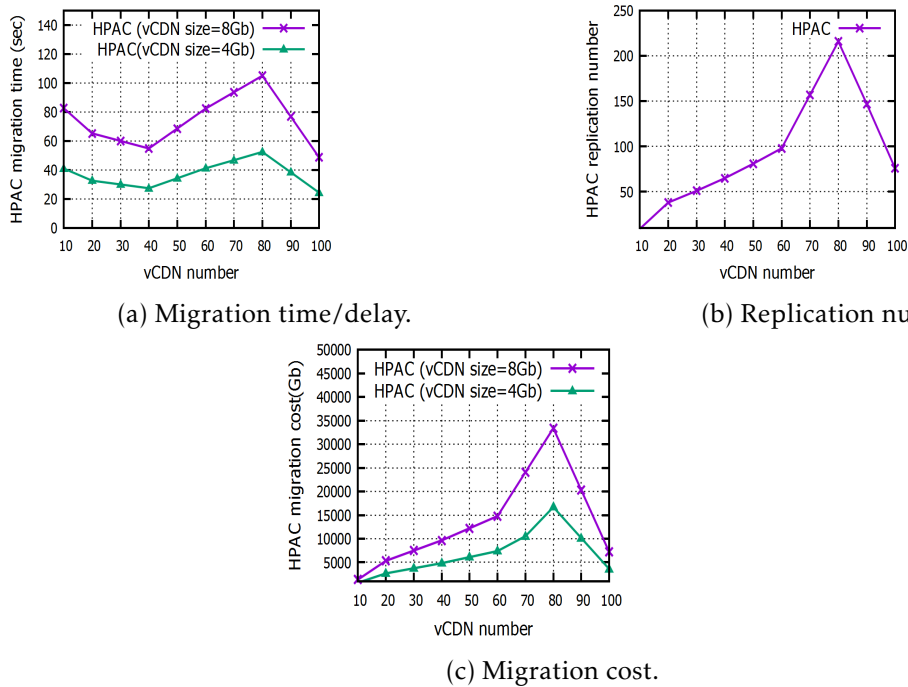 HPAC migration time (sec)
140
120
100
80
60
40
20
0
HPAC (vCDN size=8Gb)
HPAC(vCDN size=4Gb)
10 20 30 40 50 60 70 80 90 100
vCDN number
(a) Migration time/delay.
HPAC replication number
250
200
150
100
50
HPAC
10 20 30 40 50 60 70 80 90 100
vCDN number
(b) Replication nu
HPAC migration cost(Gb)
50000
45000
40000
35000
30000
25000
20000
15000
10000
5000
HPAC (vCDN size=8Gb)
HPAC (vCDN size=4Gb)
10 20 30 40 50 60 70 80 90 100
vCDN number
(c) Migration cost.